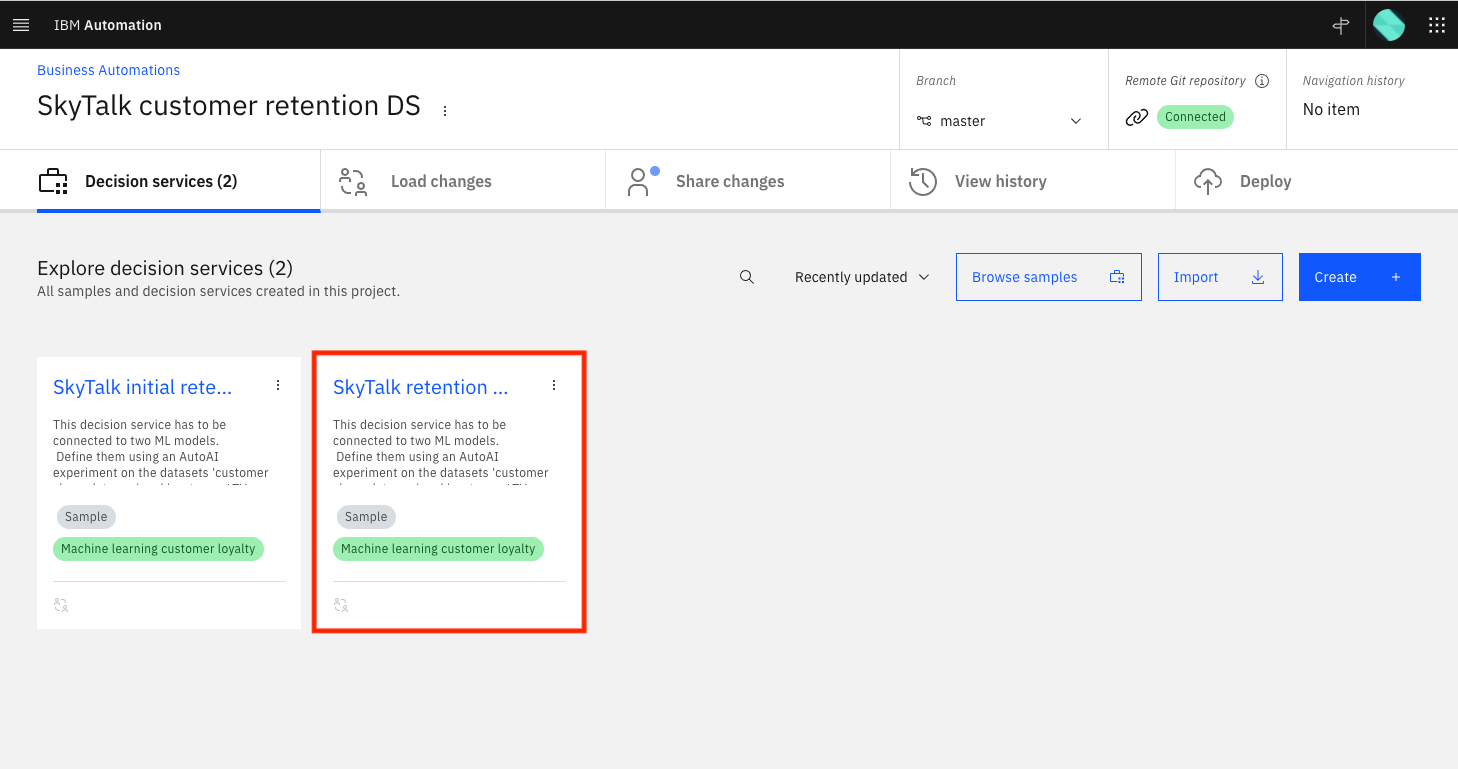 IBM Automation
Business Automations
SkyTalk customer retention DS
Branch
master
Remote Git repository
Connected
Navigation history
No item
Decision services (2)
Load changes
Share changes
View history
Deploy
Explore decision services (2)
All samples and decision services created in this project.
Recently updated
Browse samples
Import
Create +
SkyTalk initial rete...
This decision service has to be
connected to two ML models.
Define them using an AutoAI
experiment on the datasets 'customer
Sample
Machine learning customer loyalty
SkyTalk retention ...
This decision service has to be
connected to two ML models.
Define them using an AutoAI
experiment on the datasets 'customer
Sample
Machine learning customer loyalty